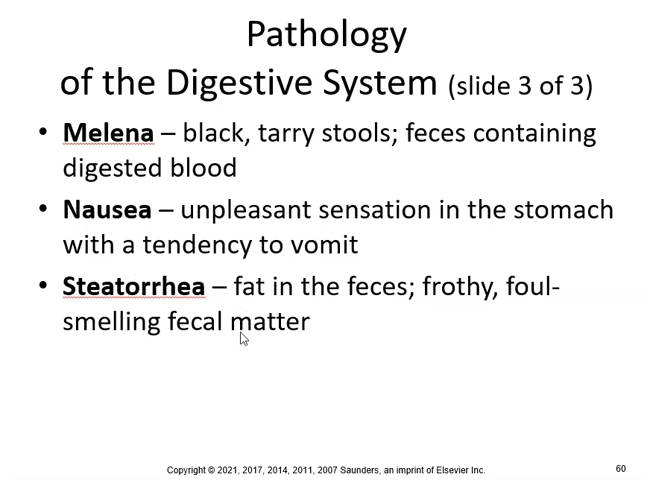 Pathology
of the Digestive System (slide 3 of 3)
• Melena – black, tarry stools; feces containing
digested blood
• Nausea – unpleasant sensation in the stomach
with a tendency to vomit
• Steatorrhea – fat in the feces; frothy, foul-
smelling fecal matter
Copyright © 2021, 2017, 2014, 2011, 2007 Saunders, an imprint of Elsevier Inc.
60